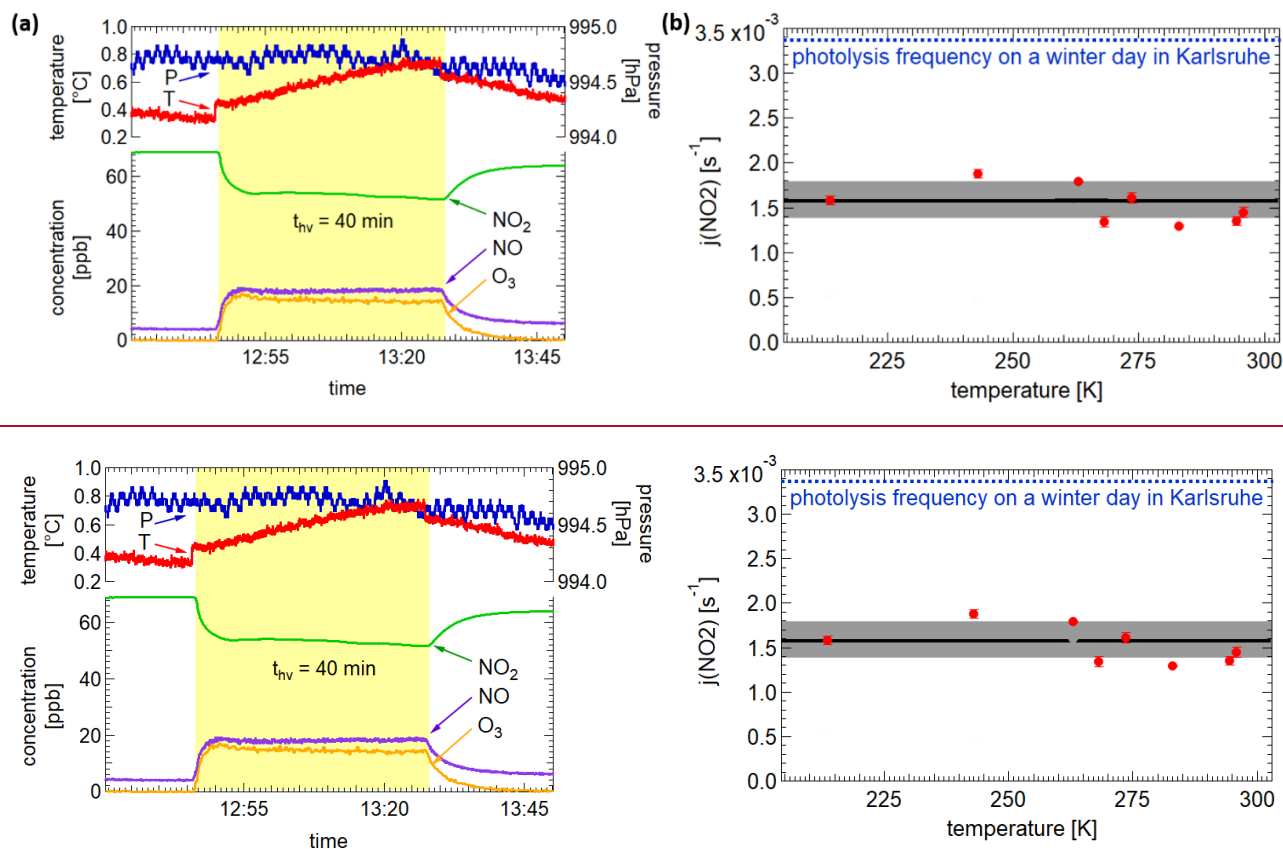 (a)
1.0
0.8
0.6
0.4
0.2
temperature
[°C]
P
T
995.0
994.5
994.0
pressure
[hPa]
60
40
20
0
concentration
[ppb]
t_hv = 40 min
NO₂
NO
O₃
12:55
13:20
13:45
time
(b)
3.5 x10⁻³
3.0
2.5
2.0
1.5
1.0
0.5
0.0
j(NO2) [s⁻¹]
photolysis frequency on a winter day in Karlsruhe
225
250
275
300
temperature [K]
1.0
0.8
0.6
0.4
0.2
temperature
[°C]
P
T
995.0
994.5
994.0
pressure
[hPa]
60
40
20
0
concentration
[ppb]
t_hv = 40 min
NO₂
NO
O₃
12:55
13:20
13:45
time
3.5 x10⁻³
3.0
2.5
2.0
1.5
1.0
0.5
0.0
j(NO2) [s⁻¹]
photolysis frequency on a winter day in Karlsruhe
225
250
275
300
temperature [K]